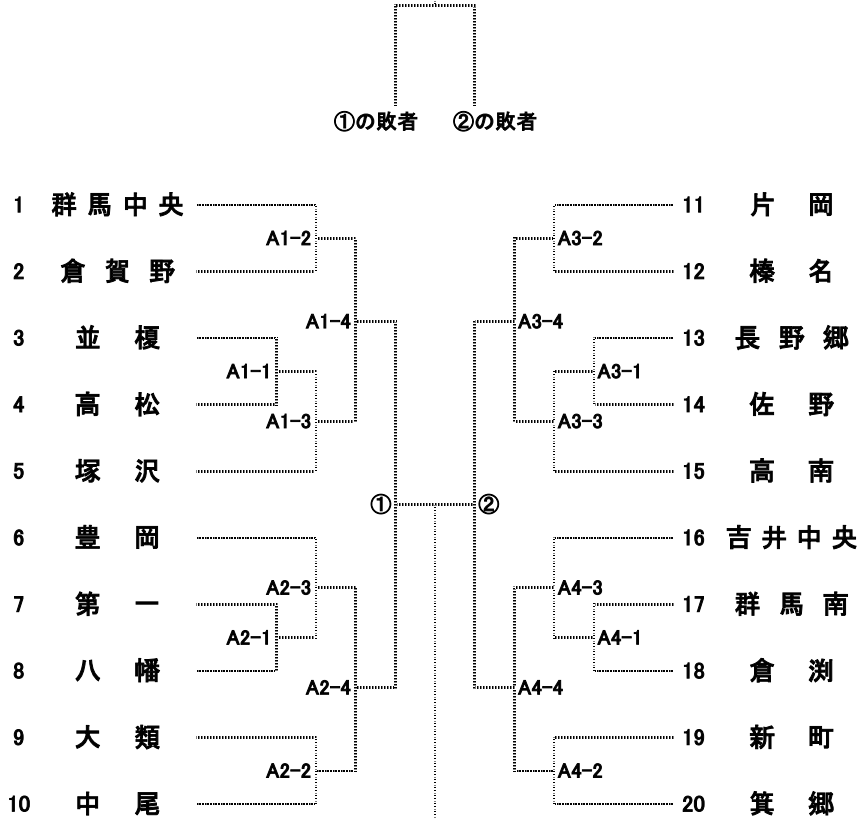 ①の敗者 ②の敗者
1 群馬中央 11 片岡
A1-2 A3-2
2 倉賀野 12 榛名
A1-4 A3-4
3 並榎 13 長野郷
A1-1 A3-1
4 高松 14 佐野
A1-3 A3-3
5 塚沢 15 高南
① ②
6 豊岡 16 吉井中央
A2-3 A4-3
7 第一 17 群馬南
A2-1 A4-1
8 八幡 18 倉渕
A2-4 A4-4
9 大類 19 新町
A2-2 A4-2
10 中尾 20 箕郷